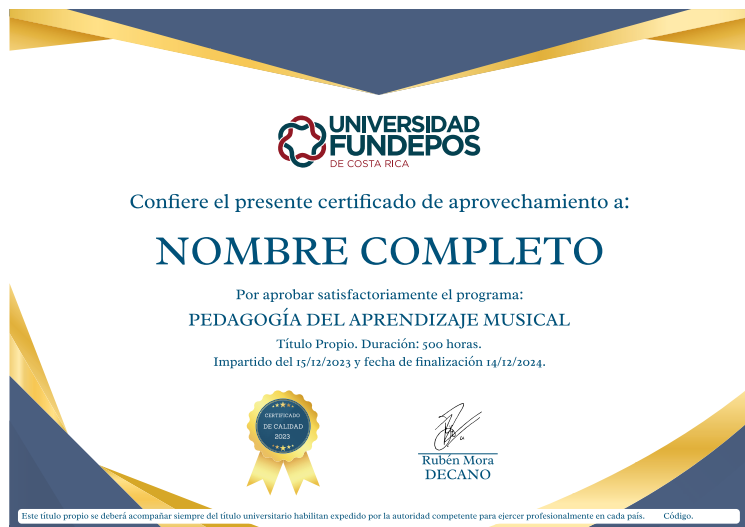 UNIVERSIDAD
FUNDEPOS
DE COSTA RICA
Confiere el presente certificado de aprovechamiento a:
NOMBRE COMPLETO
Por aprobar satisfactoriamente el programa:
PEDAGOGÍA DEL APRENDIZAJE MUSICAL
Título Propio. Duración: 500 horas.
Impartido del 15/12/2023 y fecha de finalización 14/12/2024.
CERTIFICADO
DE CALIDAD
2023
Rubén Mora
DECANO
Este título propio se deberá acompañar siempre del título universitario habilitan expedido por la autoridad competente para ejercer profesionalmente en cada país. Código.